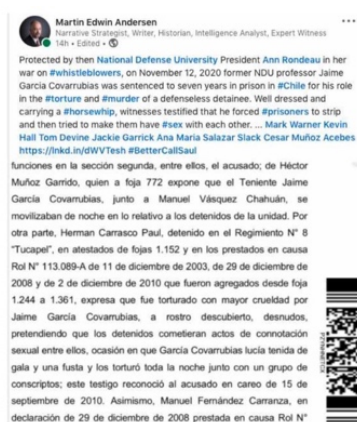 Martin Edwin Andersen
Narrative Strategist, Writer, Historian, Intelligence Analyst, Expert Witness
14h • Edited •
Protected by then National Defense University President Ann Rondeau in her
war on #whistleblowers, on November 12, 2020 former NDU professor Jaime
Garcia Covarrubias was sentenced to seven years in prison in #Chile for his role
in the #torture and #murder of a defenseless detainee. Well dressed and
carrying a #horsewhip, witnesses testified that he forced #prisoners to strip
and then tried to make them have #sex with each other. ... Mark Warner Kevin
Hall Tom Devine Jackie Garrick Ana Maria Salazar Slack Cesar Muñoz Acebes
https://lnkd.in/dWVTesh #BetterCallSaul
funciones en la sección segunda, entre ellos, el acusado; de Héctor
Muñoz Garrido, quien a foja 772 expone que el Teniente Jaime
García Covarrubias, junto a Manuel Vásquez Chahuán, se
movilizaban de noche en lo relativo a los detenidos de la unidad. Por
otra parte, Herman Carrasco Paul, detenido en el Regimiento N° 8
"Tucapel", en atestados de fojas 1.152 y en los prestados en causa
Rol N° 113.089-A de 11 de diciembre de 2003, de 29 de diciembre de
2008 y de 2 de diciembre de 2010 que fueron agregados desde foja
1.244 a 1.361, expresa que fue torturado con mayor crueldad por
Jaime García Covarrubias, a rostro descubierto, desnudos,
pretendiendo que los detenidos cometieran actos de connotación
sexual entre ellos, ocasión en que García Covarrubias lucía tenida de
gala y una fusta y los torturó toda la noche junto con un grupo de
conscriptos; este testigo reconoció al acusado en careo de 15 de
septiembre de 2010. Asimismo, Manuel Fernández Carranza, en
declaración de 29 de diciembre de 2008 prestada en causa Rol N°